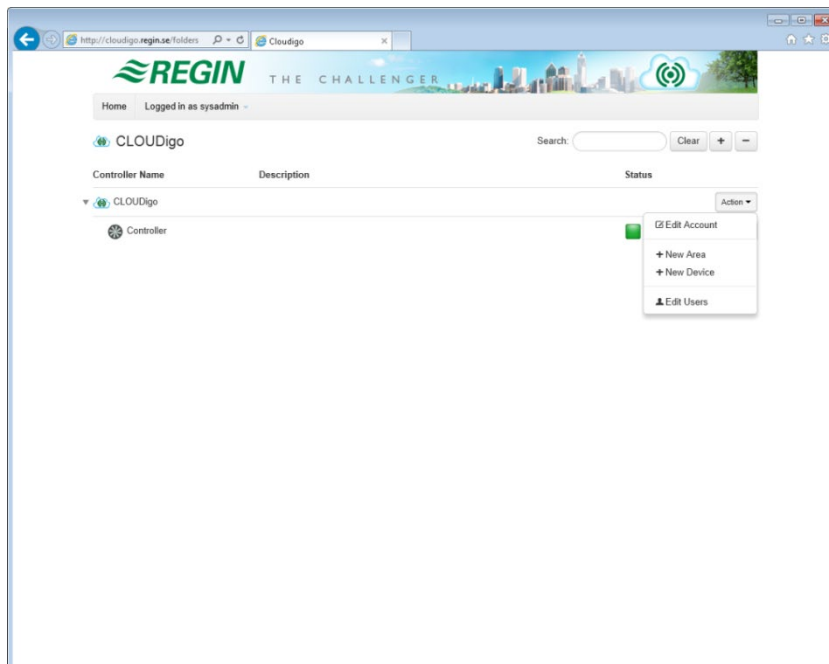 http://cloudigo.regin.se/folders
Cloudigo
REGIN THE CHALLENGER
Home Logged in as sysadmin
CLOUDigo Search: Clear + -
Controller Name Description Status
CLOUDigo Action
Controller
Edit Account
+ New Area
+ New Device
Edit Users